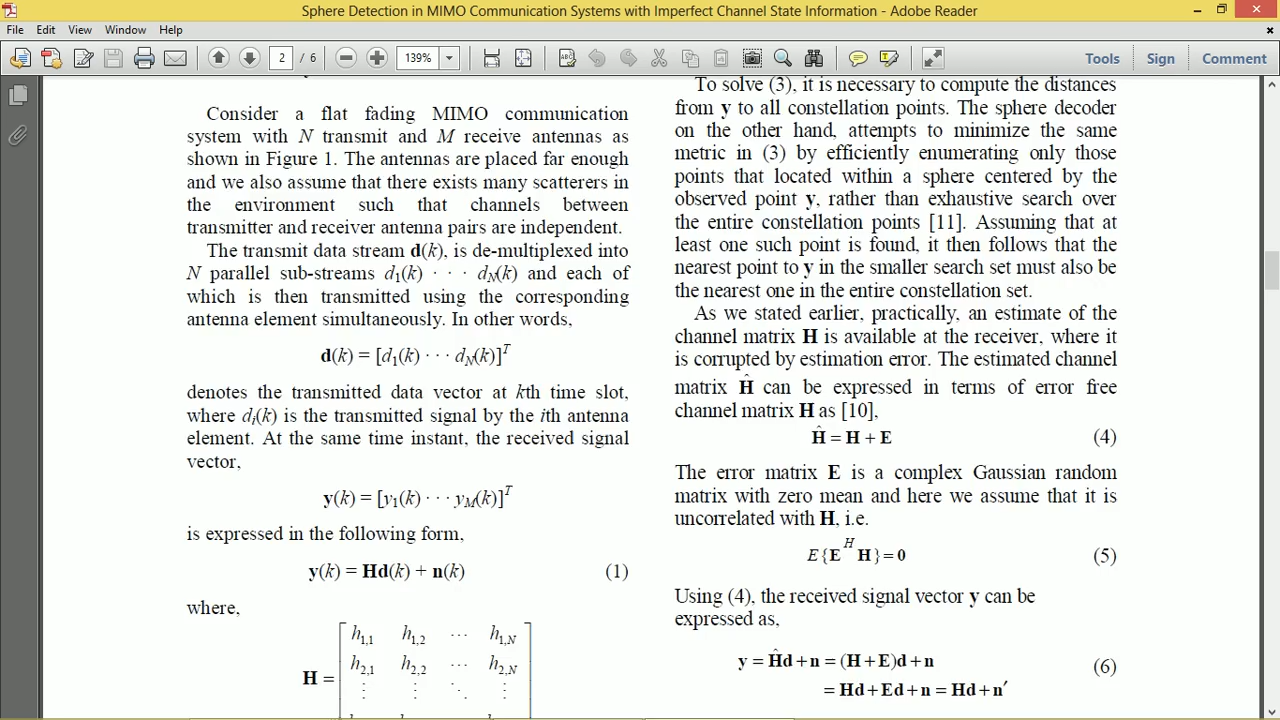 Sphere Detection in MIMO Communication Systems with Imperfect Channel State Information - Adobe Reader
File Edit View Window Help
2 / 6
139%
Tools Sign Comment
Consider a flat fading MIMO communication
system with N transmit and M receive antennas as
shown in Figure 1. The antennas are placed far enough
and we also assume that there exists many scatterers in
the environment such that channels between
transmitter and receiver antenna pairs are independent.
The transmit data stream d(k), is de-multiplexed into
N parallel sub-streams d1(k) · · · dN(k) and each of
which is then transmitted using the corresponding
antenna element simultaneously. In other words,
d(k) = [d1(k) · · · dN(k)]^T
denotes the transmitted data vector at kth time slot,
where di(k) is the transmitted signal by the ith antenna
element. At the same time instant, the received signal
vector,
y(k) = [y1(k) · · · yM(k)]^T
is expressed in the following form,
y(k) = Hd(k) + n(k) (1)
where,
h1,1 h1,2 ⋯ h1,N
h2,1 h2,2 ⋯ h2,N
H =
⋮ ⋮ ⋱ ⋮
To solve (3), it is necessary to compute the distances
from y to all constellation points. The sphere decoder
on the other hand, attempts to minimize the same
metric in (3) by efficiently enumerating only those
points that located within a sphere centered by the
observed point y, rather than exhaustive search over
the entire constellation points [11]. Assuming that at
least one such point is found, it then follows that the
nearest point to y in the smaller search set must also be
the nearest one in the entire constellation set.
As we stated earlier, practically, an estimate of the
channel matrix H is available at the receiver, where it
is corrupted by estimation error. The estimated channel
matrix Ĥ can be expressed in terms of error free
channel matrix H as [10],
Ĥ = H + E (4)
The error matrix E is a complex Gaussian random
matrix with zero mean and here we assume that it is
uncorrelated with H, i.e.
E{E^H H} = 0 (5)
Using (4), the received signal vector y can be
expressed as,
y = Ĥd + n = (H + E)d + n (6)
= Hd + Ed + n = Hd + n′